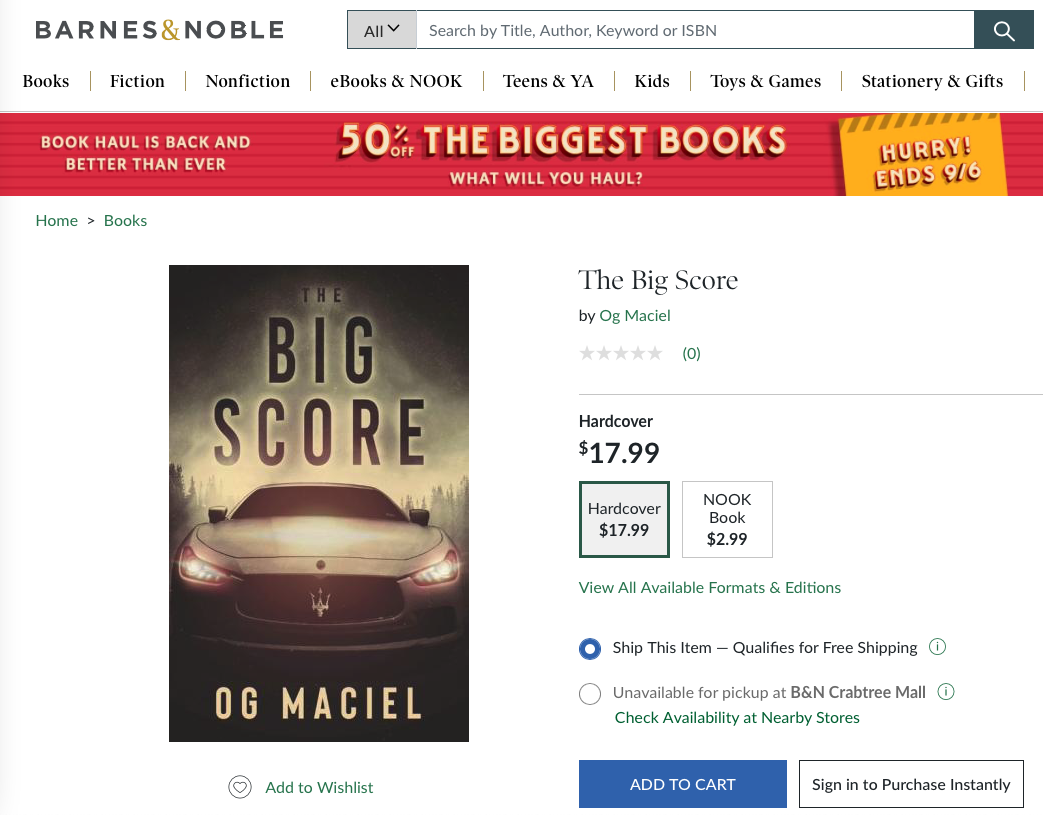 BARNES&NOBLE
All
Search by Title, Author, Keyword or ISBN
Books
Fiction
Nonfiction
eBooks & NOOK
Teens & YA
Kids
Toys & Games
Stationery & Gifts
BOOK HAUL IS BACK AND
BETTER THAN EVER
50% OFF THE BIGGEST BOOKS
WHAT WILL YOU HAUL?
HURRY!
ENDS 9/6
Home > Books
THE
BIG
SCORE
OG MACIEL
Add to Wishlist
The Big Score
by Og Maciel
(0)
Hardcover
$17.99
Hardcover
$17.99
NOOK
Book
$2.99
View All Available Formats & Editions
Ship This Item — Qualifies for Free Shipping
Unavailable for pickup at B&N Crabtree Mall
Check Availability at Nearby Stores
ADD TO CART
Sign in to Purchase Instantly